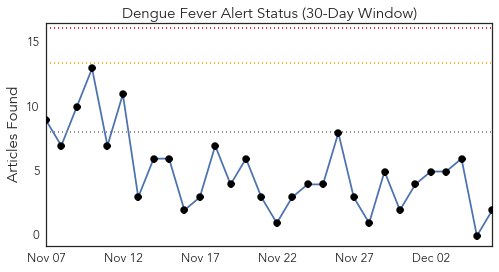 Dengue Fever Alert Status (30-Day Window)
Articles Found
15
10
5
0
Nov 07 Nov 12 Nov 17 Nov 22 Nov 27 Dec 02